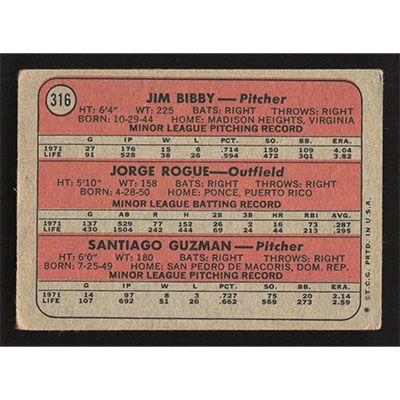 316
JIM BIBBY—Pitcher
HT: 6'4" WT: 225 BATS: RIGHT THROWS: RIGHT
BORN: 10-29-44 HOME: MADISON HEIGHTS, VIRGINIA
MINOR LEAGUE PITCHING RECORD
G IP W L PCT. SO. BB. ERA.
1971 27 176 15 6 .714 150 109 4.04
LIFE 91 528 38 26 .594 472 301 3.82
JORGE ROGUE—Outfield
HT: 5'10" WT: 158 BATS: RIGHT THROWS: RIGHT
BORN: 4-28-50 HOME: PONCE, PUERTO RICO
MINOR LEAGUE BATTING RECORD
G AB R H 2B 3B HR RBI AVG.
1971 137 529 77 152 20 2 16 73 .287
LIFE 430 1504 242 444 51 19 44 213 .295
SANTIAGO GUZMAN—Pitcher
HT: 6'0" WT: 180 BATS: RIGHT THROWS: RIGHT
BORN: 7-25-49 HOME: SAN PEDRO DE MACORIS, DOM. REP.
MINOR LEAGUE PITCHING RECORD
G IP W L PCT. SO. BB. ERA.
1971 14 97 8 3 .727 75 20 2.14
LIFE 107 692 51 26 .662 569 223 2.59
© T.C.G. PRTD. IN U.S.A.